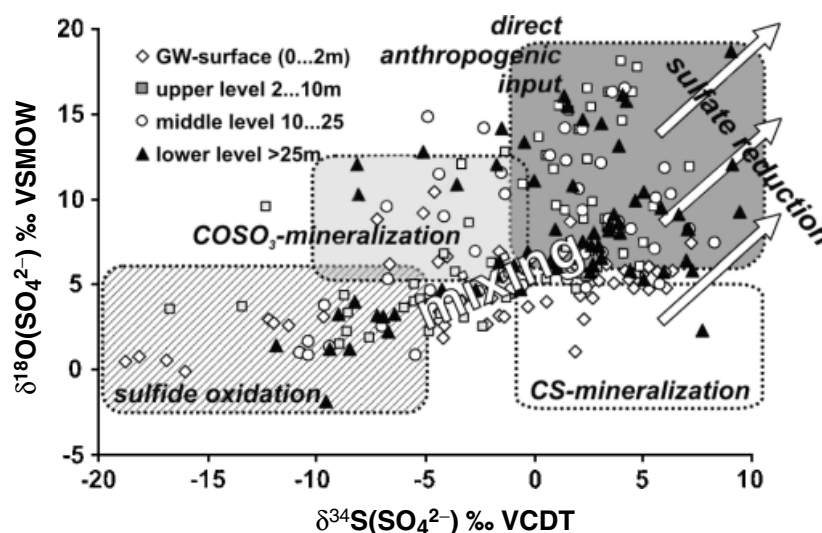 20
15
10
5
0
-5
-20
-15
-10
-5
0
5
10
δ¹⁸O(SO₄²⁻) ‰ VSMOW
δ³⁴S(SO₄²⁻) ‰ VCDT
GW-surface (0...2m)
upper level 2...10m
middle level 10...25
lower level >25m
direct
anthropogenic
input
sulfate reduction
COSO₃-mineralization
mixing
sulfide oxidation
CS-mineralization